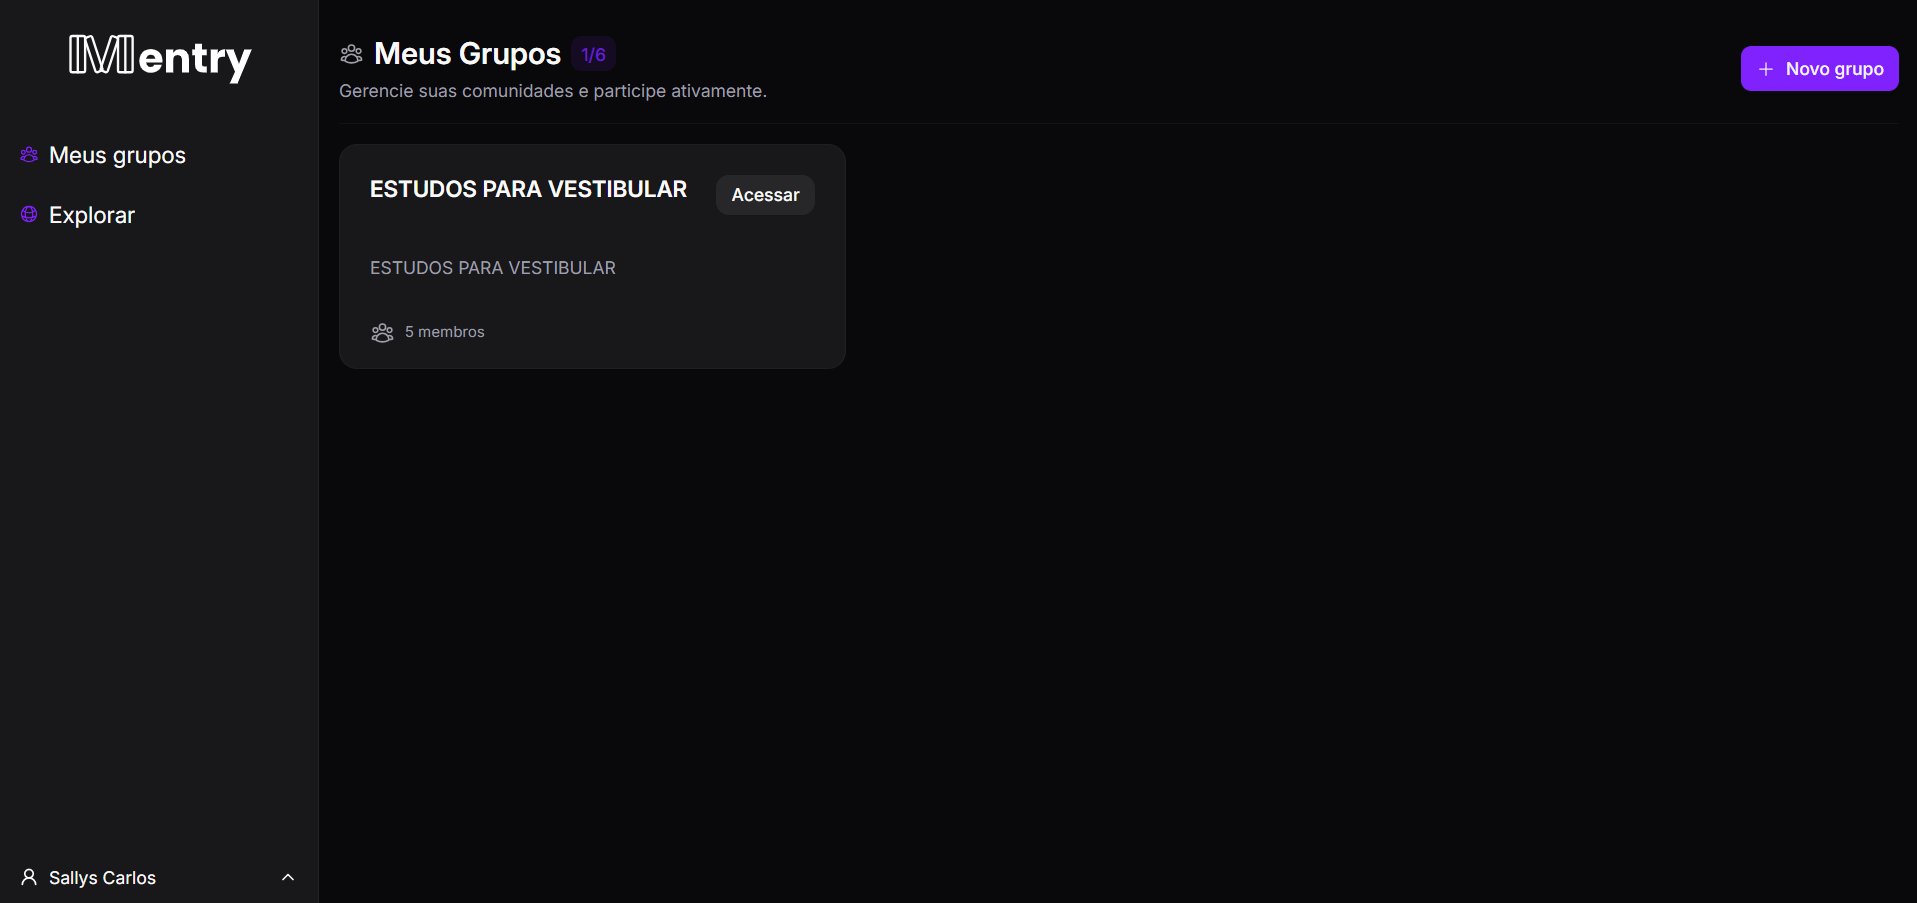 Mentry
Meus grupos
Explorar
Sallys Carlos
Meus Grupos 1/6
Gerencie suas comunidades e participe ativamente.
+ Novo grupo
ESTUDOS PARA VESTIBULAR
Acessar
ESTUDOS PARA VESTIBULAR
5 membros